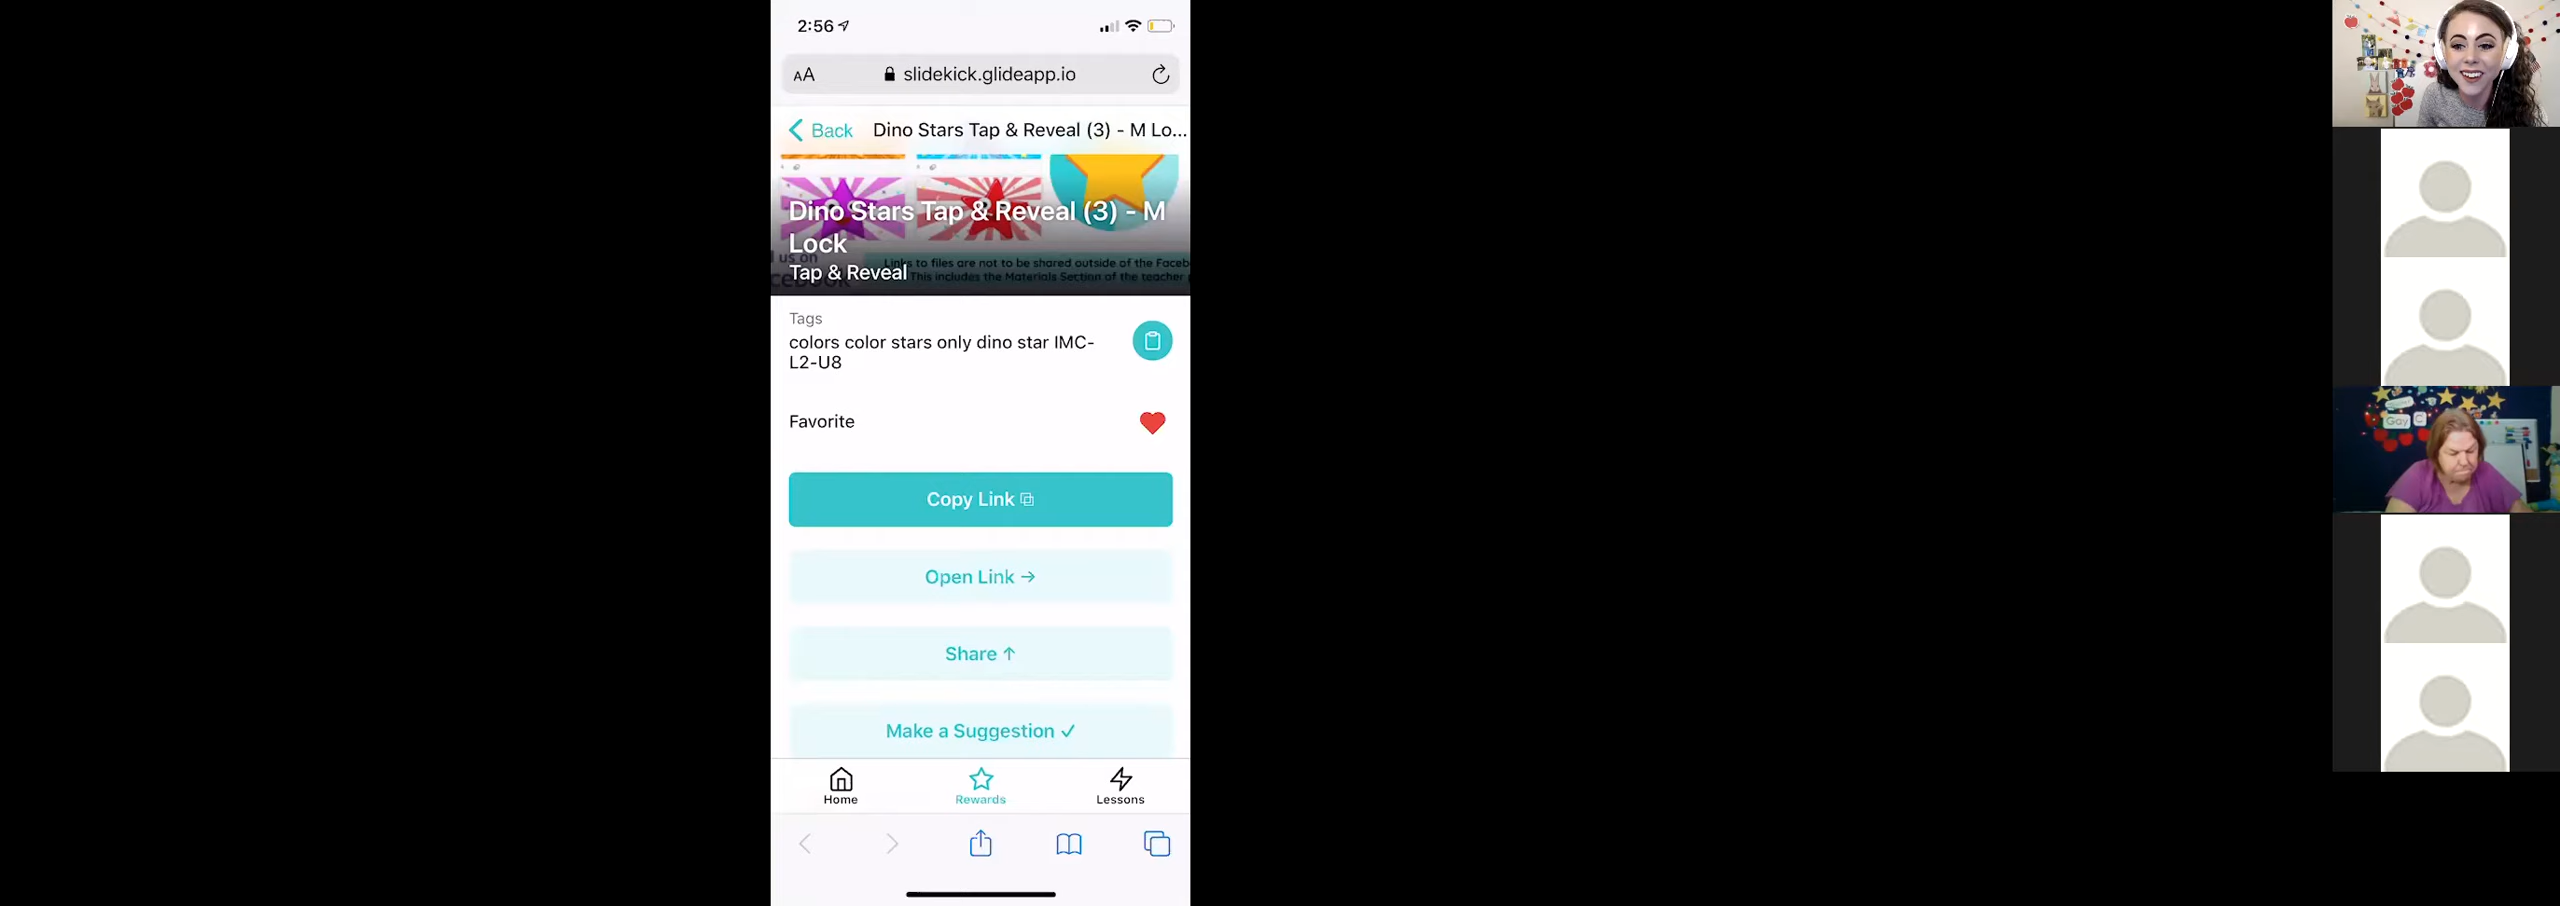 2:56
AA slidekick.glideapp.io
Back Dino Stars Tap & Reveal (3) - M Lo...
Dino Stars Tap & Reveal (3) - M
Lock
Tap & Reveal
l us on
Links to files are not to be shared outside of the Faceb
This includes the Materials Section of the teacher
Tags
colors color stars only dino star IMC-
L2-U8
Favorite
Copy Link
Open Link →
Share ↑
Make a Suggestion ✓
Home Rewards Lessons
Gay C